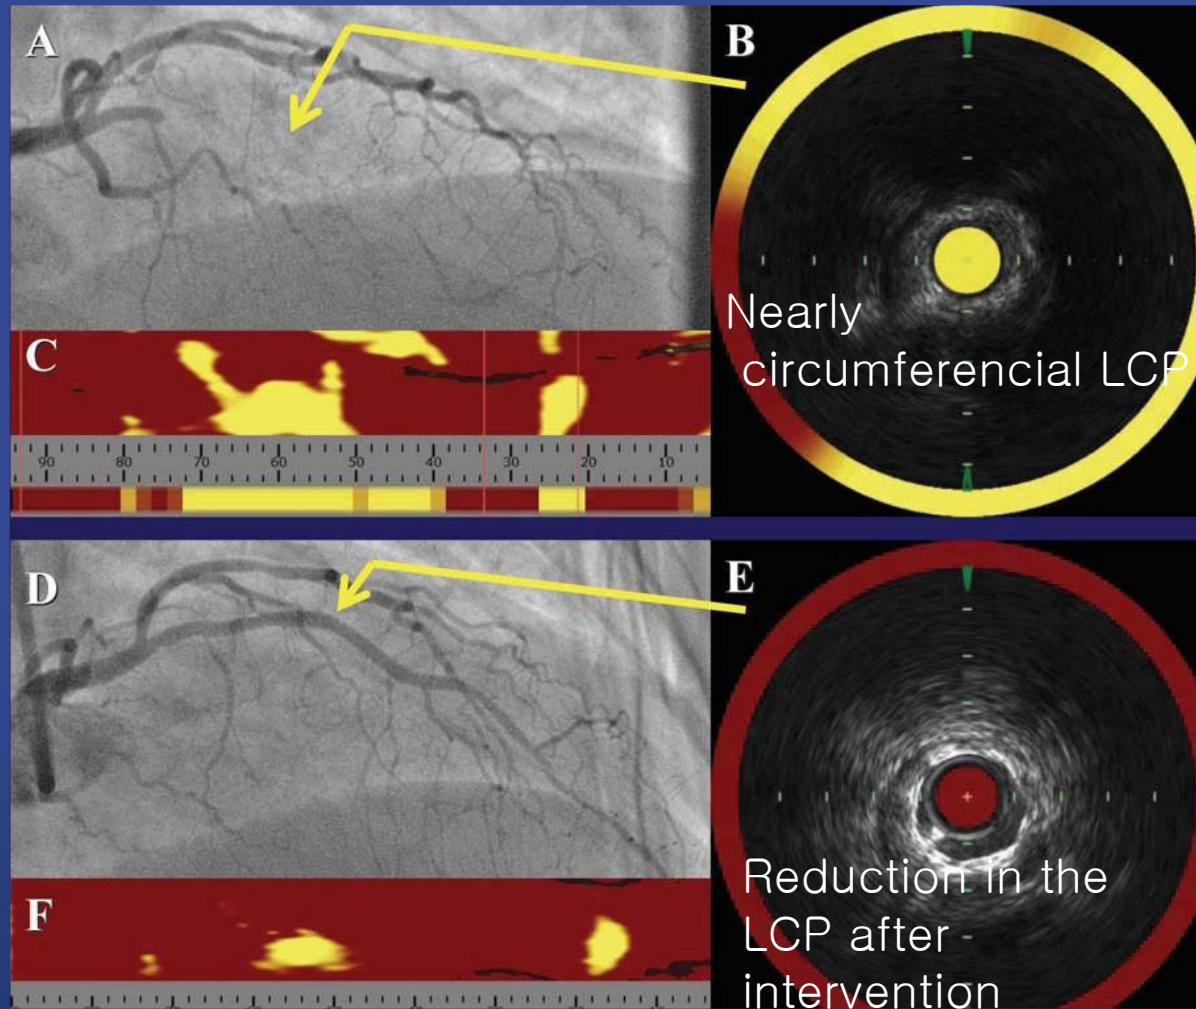 A
B
Nearly
circumferencial LCP
C
90 80 70 60 50 40 30 20 10
D
E
Reduction in the
LCP after
intervention
F